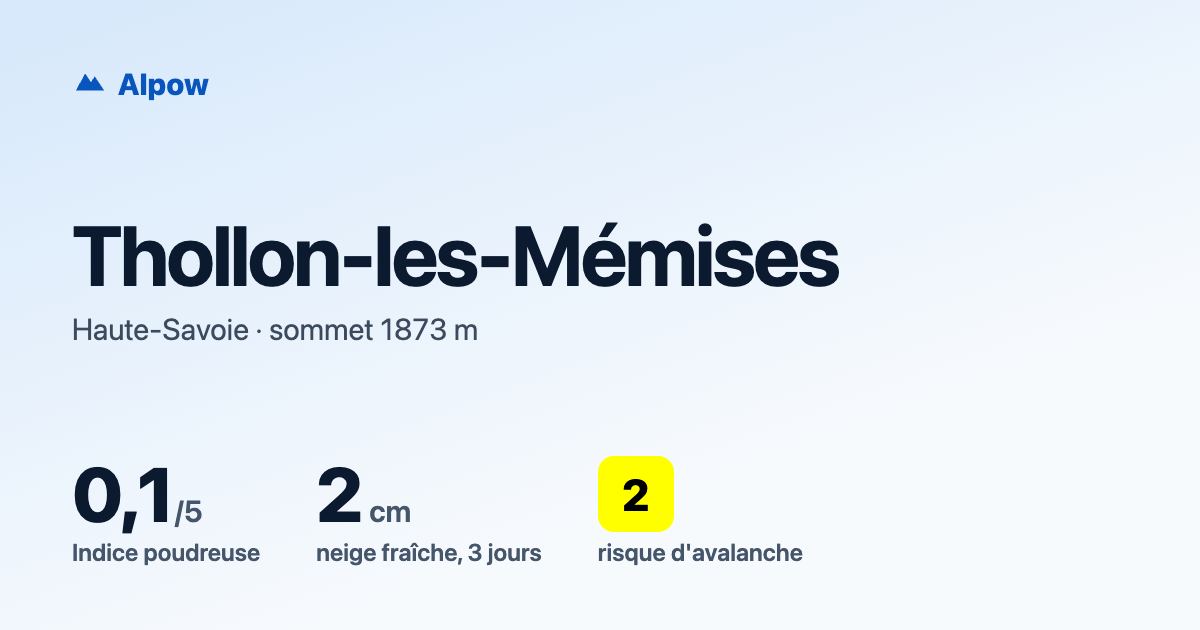 Alpow
Thollon-les-Mémises
Haute-Savoie · sommet 1873 m
0,1/5
Indice poudreuse
2 cm
neige fraîche, 3 jours
2
risque d'avalanche